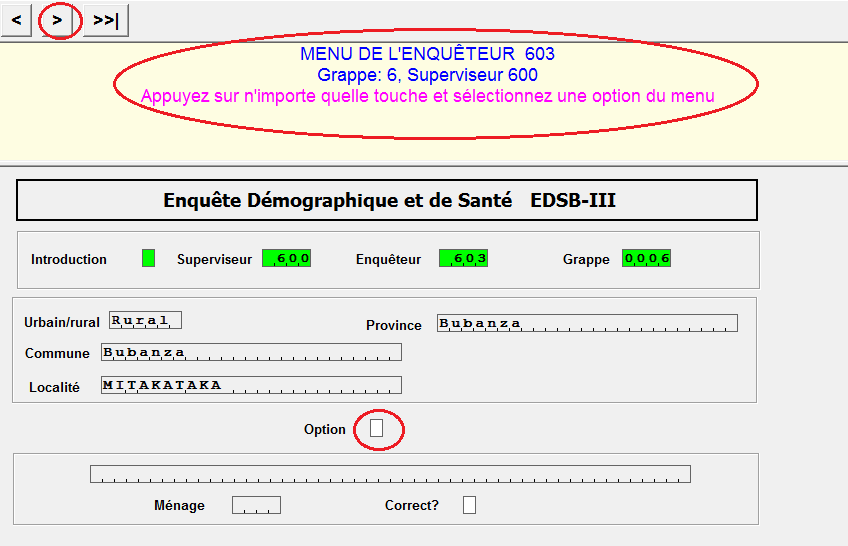 < > >>|
MENU DE L'ENQUÊTEUR 603
Grappe: 6, Superviseur 600
Appuyez sur n'importe quelle touche et sélectionnez une option du menu
Enquête Démographique et de Santé EDSB-III
Introduction Superviseur 600 Enquêteur 603 Grappe 0006
Urbain/rural Rural Province Bubanza
Commune Bubanza
Localité MITAKATAKA
Option
Ménage Correct?